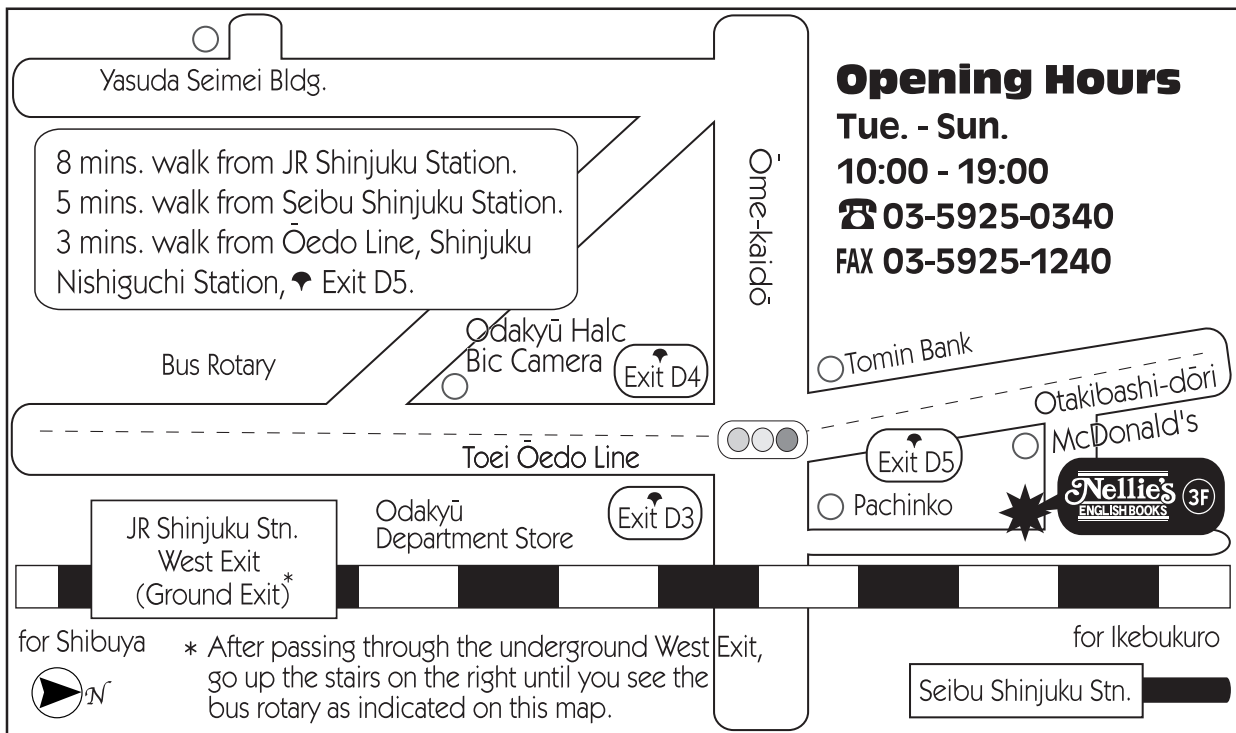 Yasuda Seimei Bldg.
8 mins. walk from JR Shinjuku Station.
5 mins. walk from Seibu Shinjuku Station.
3 mins. walk from Ōedo Line, Shinjuku
Nishiguchi Station, Exit D5.
Opening Hours
Tue. - Sun.
10:00 - 19:00
☎ 03-5925-0340
FAX 03-5925-1240
Ōme-kaidō
Bus Rotary
Odakyū Halc
Bic Camera
Exit D4
Tomin Bank
Otakibashi-dōri
McDonald's
Toei Ōedo Line
Exit D5
Pachinko
Nellie's
ENGLISH BOOKS
3F
JR Shinjuku Stn.
West Exit
(Ground Exit)*
Odakyū
Department Store
Exit D3
for Shibuya
for Ikebukuro
N
* After passing through the underground West Exit,
go up the stairs on the right until you see the
bus rotary as indicated on this map.
Seibu Shinjuku Stn.